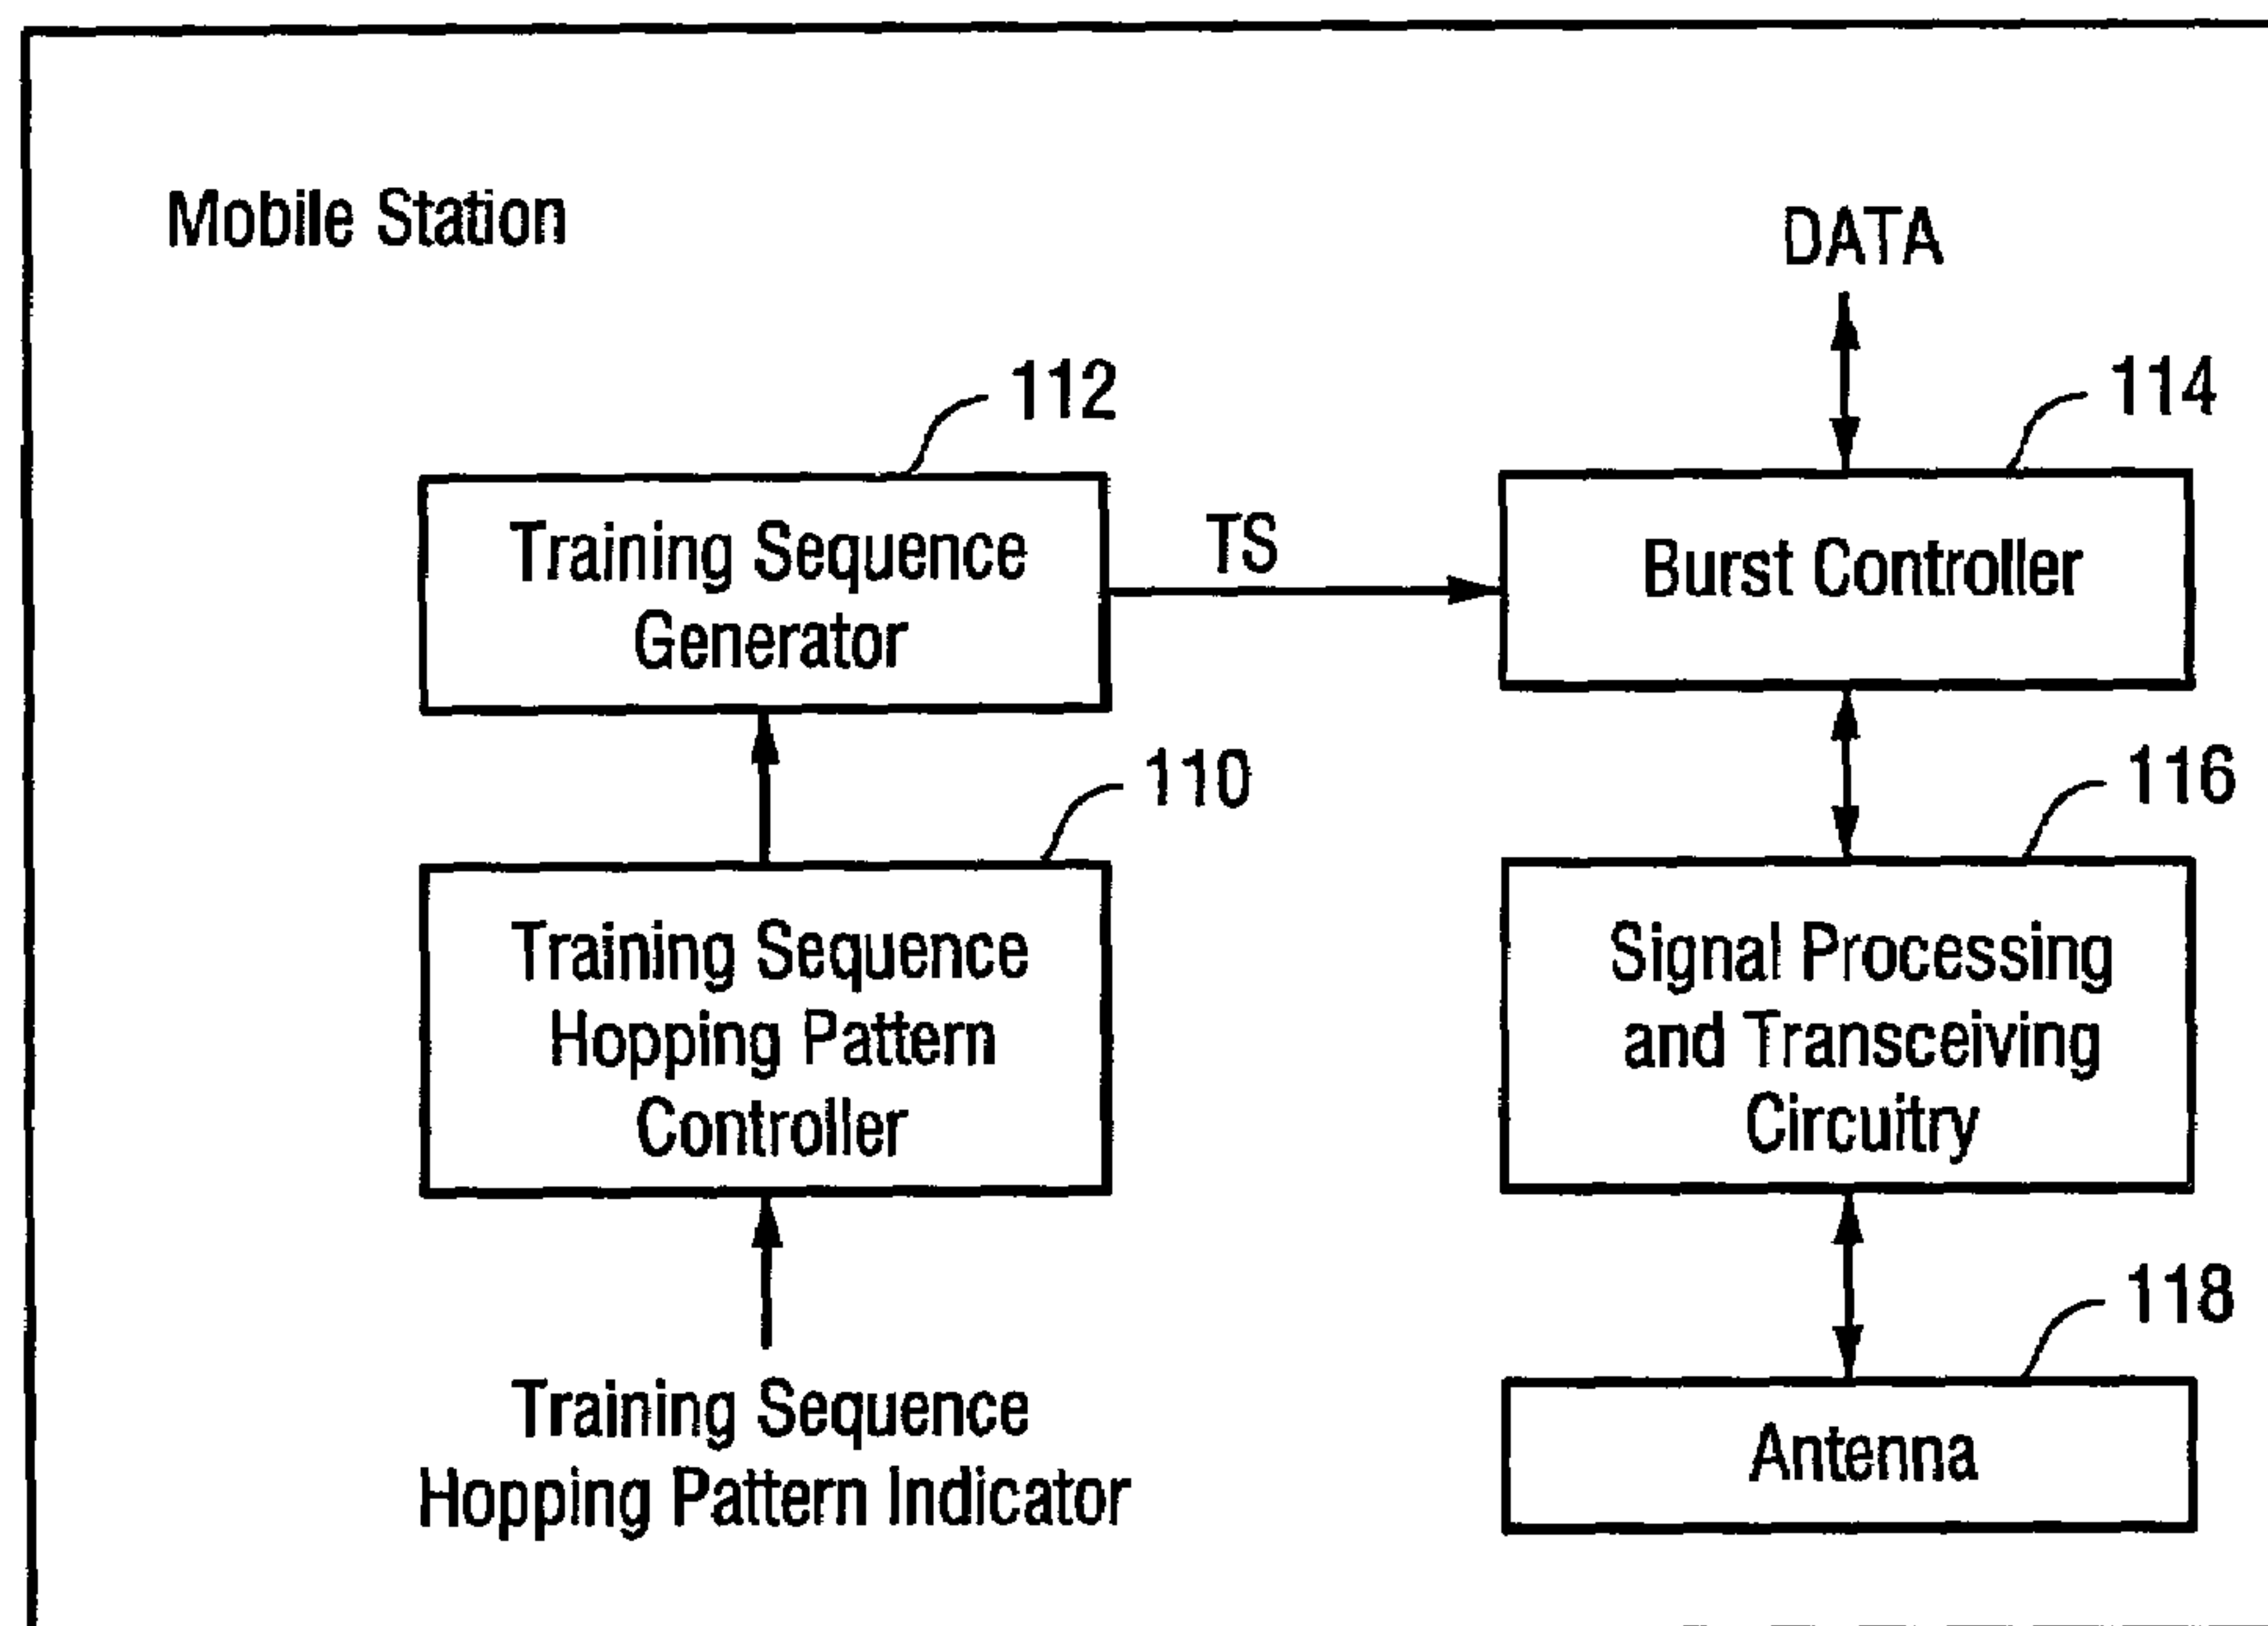 Mobile Station
DATA
112
114
Training Sequence
Generator
TS
Burst Controller
110
116
Training Sequence
Hopping Pattern
Controller
Signal Processing
and Transceiving
Circuitry
118
Training Sequence
Hopping Pattern Indicator
Antenna